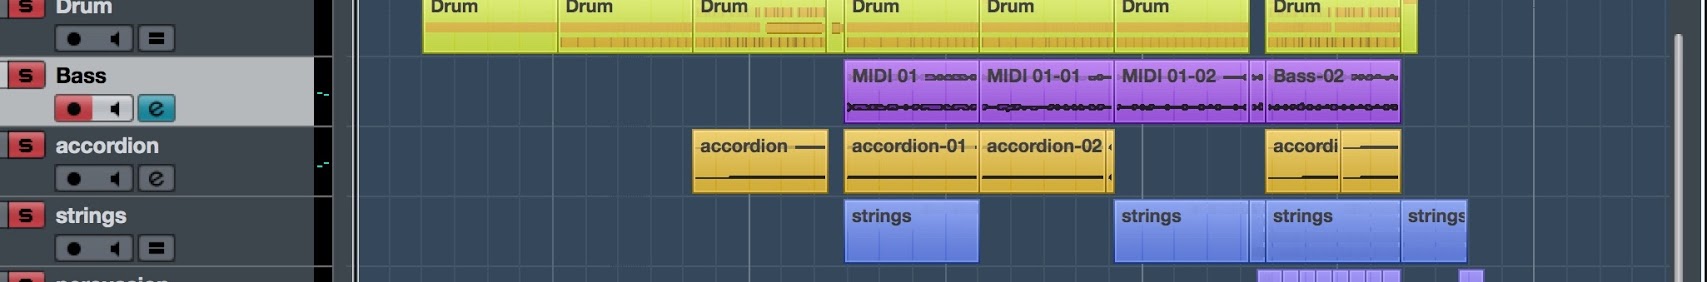 Drum Drum Drum Drum Drum Drum Drum Drum
S Bass MIDI 01 MIDI 01-01 MIDI 01-02 Bass-02
e
S accordion accordion accordion-01 accordion-02 accordi
e
S strings strings strings strings strings
percussion